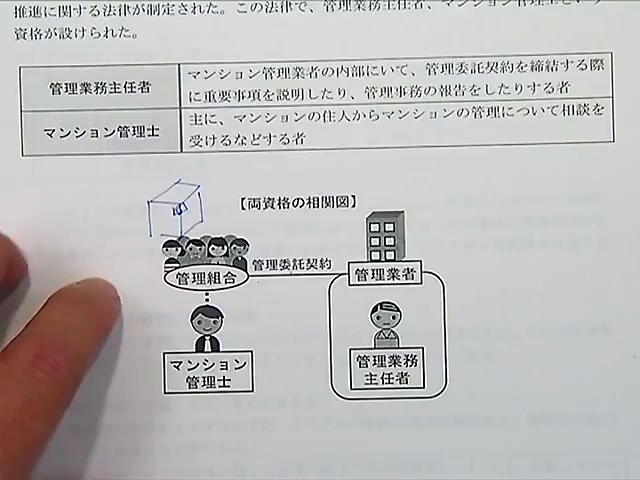 推進に関する法律が制定された。この法律で、管理業務主任者、マンション管理士という
資格が設けられた。
管理業務主任者
マンション管理業者の内部にいて、管理委託契約を締結する際
に重要事項を説明したり、管理事務の報告をしたりする者
マンション管理士
主に、マンションの住人からマンションの管理について相談を
受けるなどする者
【両資格の相関図】
管理組合
管理委託契約
管理業者
マンション
管理士
管理業務
主任者